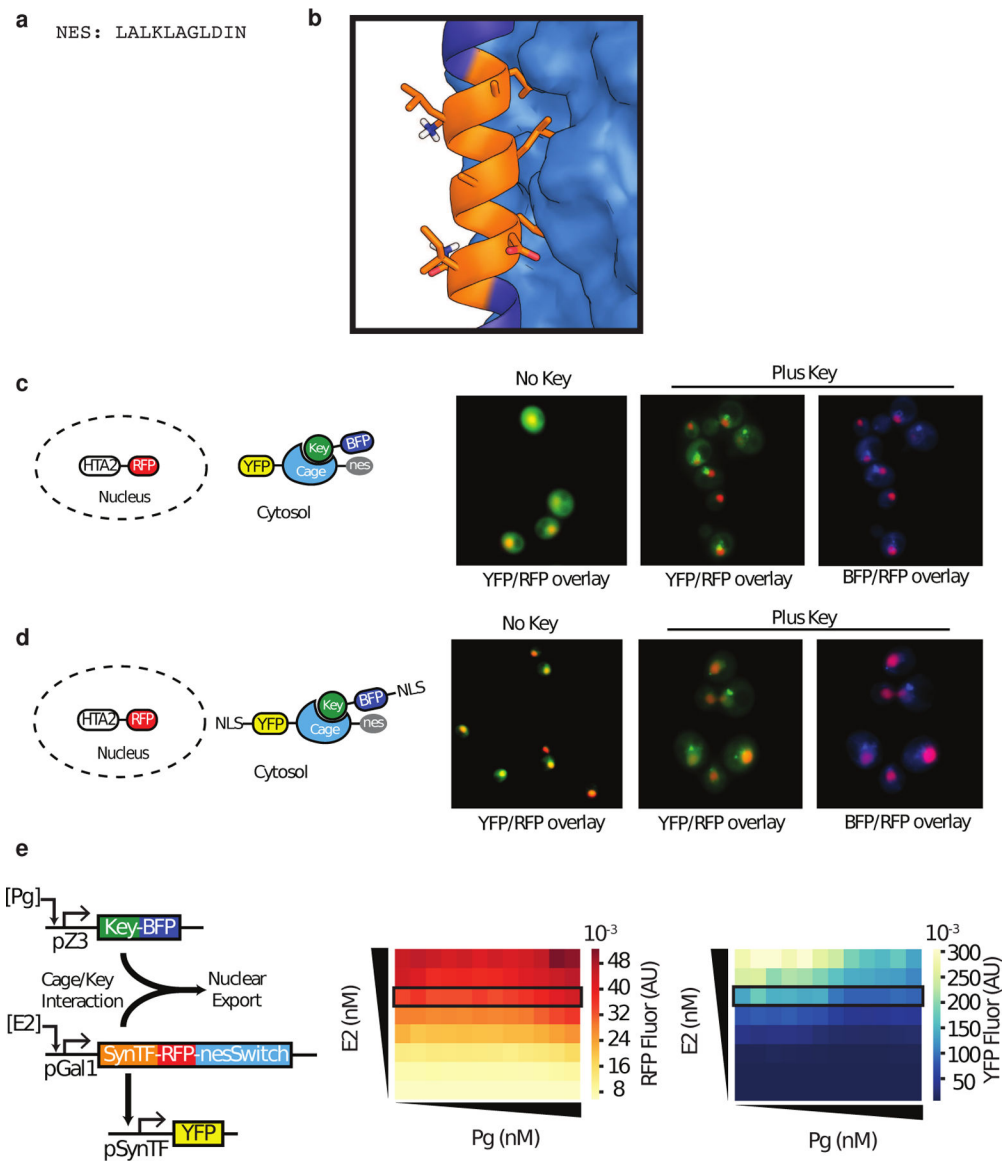 a
NES: LALKLAGLDIN
b
c
HTA2 RFP
Nucleus
YFP Cage Key BFP nes
Cytosol
No Key
Plus Key
YFP/RFP overlay
YFP/RFP overlay
BFP/RFP overlay
d
HTA2 RFP
Nucleus
NLS YFP Cage Key BFP NLS nes
Cytosol
No Key
Plus Key
YFP/RFP overlay
YFP/RFP overlay
BFP/RFP overlay
e
[Pg]
pZ3
Key-BFP
Cage/Key
Interaction
Nuclear
Export
[E2]
pGal1
SynTF-RFP-nesSwitch
pSynTF
YFP
E2 (nM)
Pg (nM)
10-3
48
40
32
24
16
8
RFP Fluor (AU)
E2 (nM)
Pg (nM)
10-3
300
250
200
150
100
50
YFP Fluor (AU)